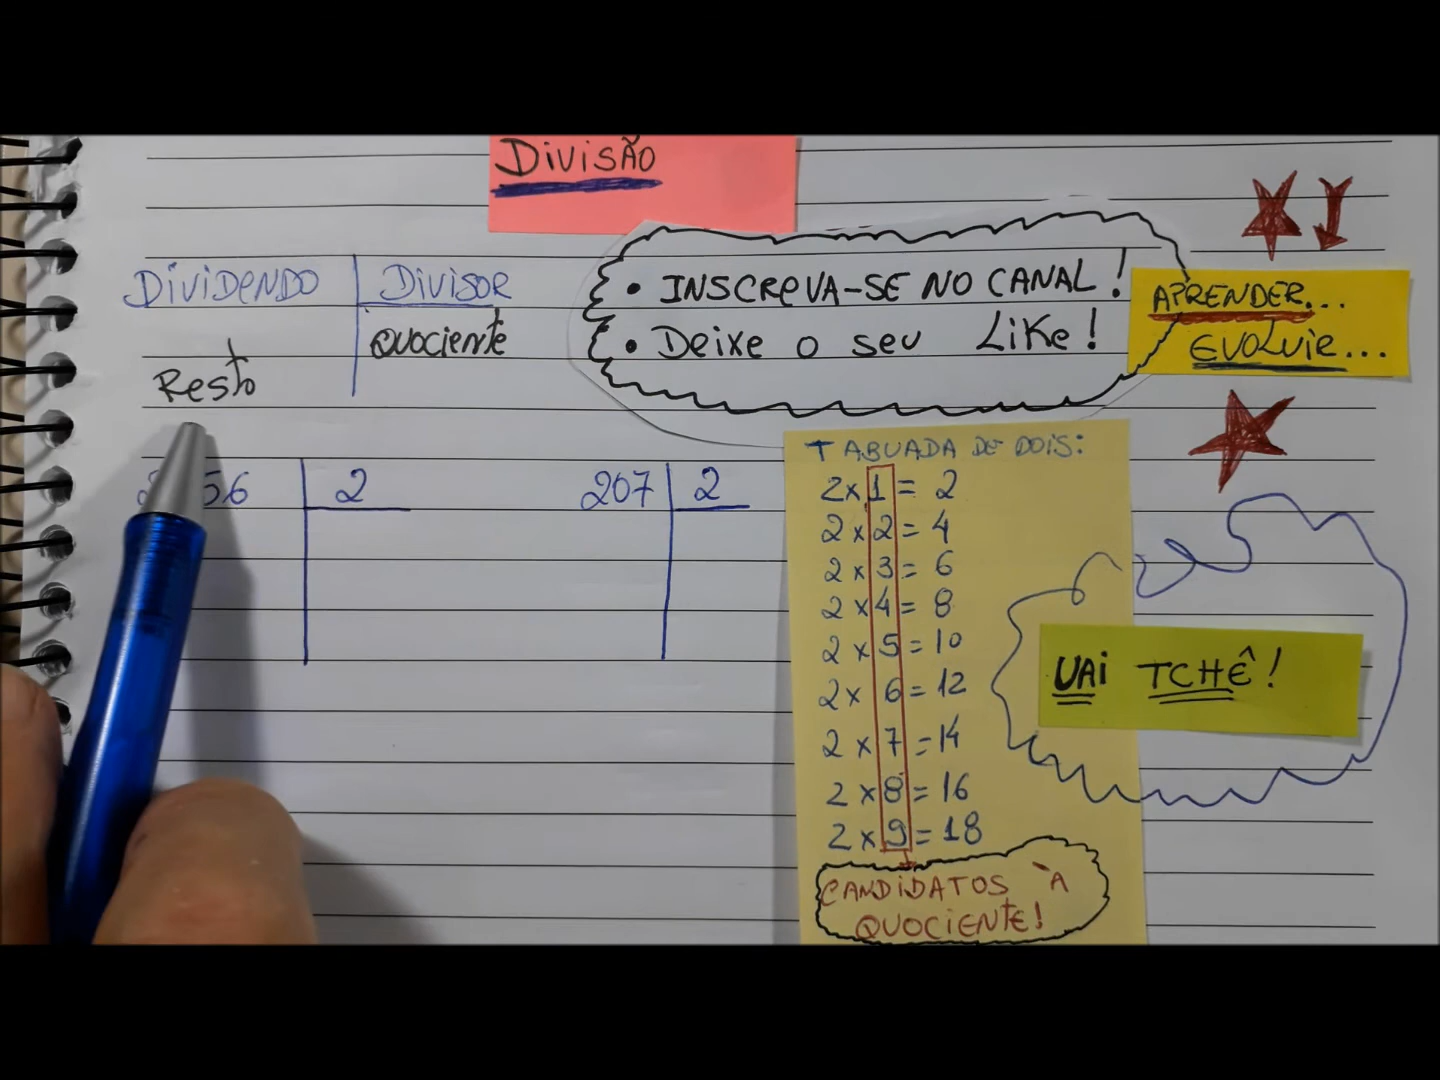 DIVISÃO
DIVIDENDO DIVISOR
QUOCIENTE
RESTO
• INSCREVA-SE NO CANAL!
• DEIXE O SEU LIKE!
APRENDER...
EVOLUIR...
56 2
207 2
TABUADA DE DOIS:
2x1= 2
2x2=4
2x3=6
2x4=8
2x5=10
2x6=12
2x7=14
2x8=16
2x9=18
CANDIDATOS À
QUOCIENTE!
UAI TCHÊ!